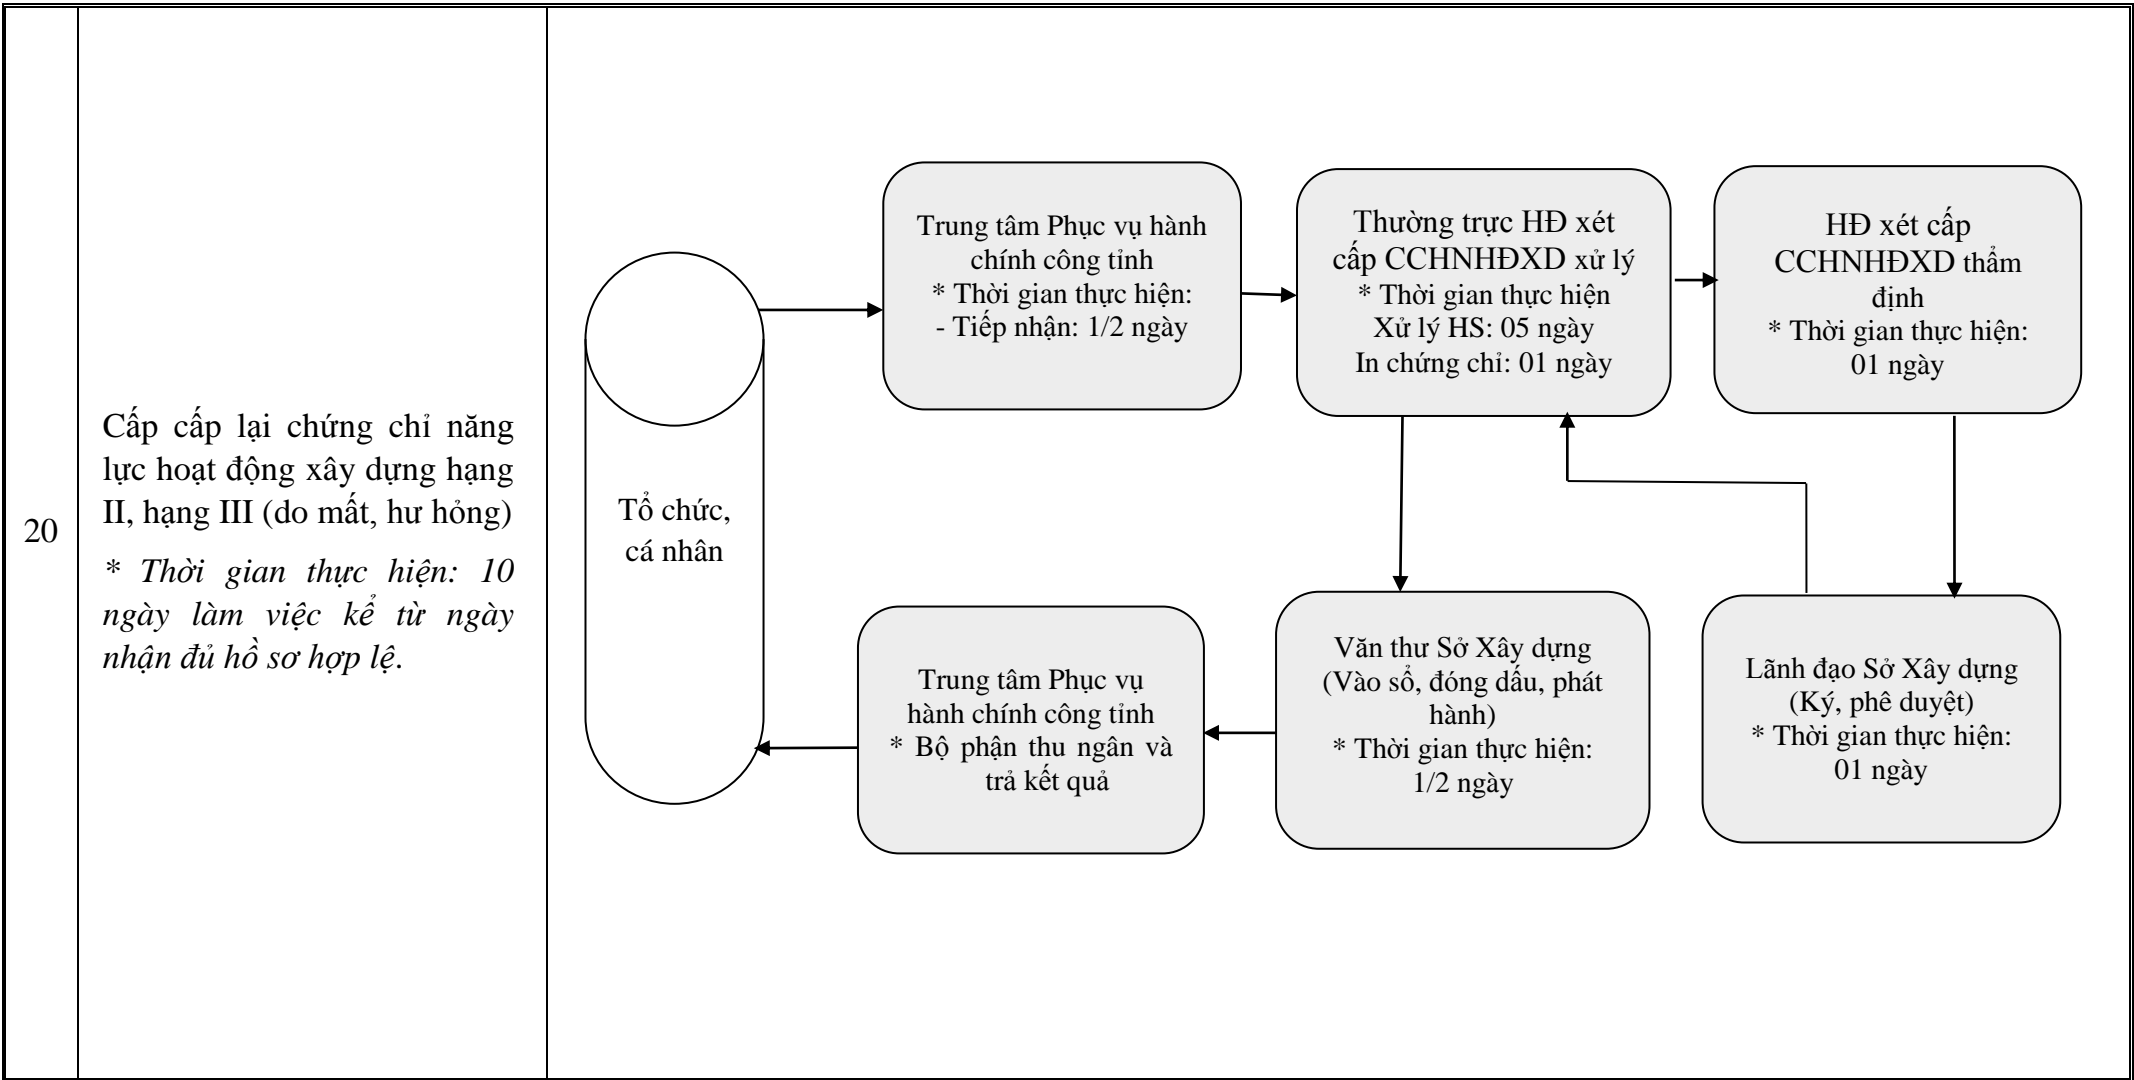 20
Cấp cấp lại chứng chỉ năng
lực hoạt động xây dựng hạng
II, hạng III (do mất, hư hỏng)
* Thời gian thực hiện: 10
ngày làm việc kể từ ngày
nhận đủ hồ sơ hợp lệ.
Tổ chức,
cá nhân
Trung tâm Phục vụ hành
chính công tỉnh
* Thời gian thực hiện:
- Tiếp nhận: 1/2 ngày
Thường trực HĐ xét
cấp CCHNHĐXD xử lý
* Thời gian thực hiện
Xử lý HS: 05 ngày
In chứng chỉ: 01 ngày
HĐ xét cấp
CCHNHĐXD thẩm
định
* Thời gian thực hiện:
01 ngày
Trung tâm Phục vụ
hành chính công tỉnh
* Bộ phận thu ngân và
trả kết quả
Văn thư Sở Xây dựng
(Vào sổ, đóng dấu, phát
hành)
* Thời gian thực hiện:
1/2 ngày
Lãnh đạo Sở Xây dựng
(Ký, phê duyệt)
* Thời gian thực hiện:
01 ngày